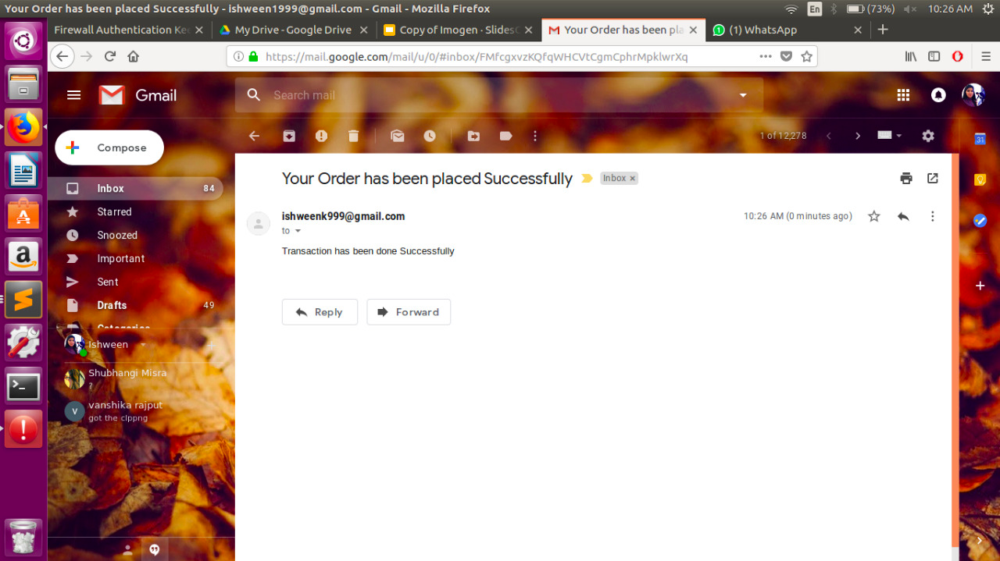 Your Order has been placed Successfully - ishween1999@gmail.com - Gmail - Mozilla Firefox
En
(73%)
10:26 AM
Firewall Authentication Kee
My Drive - Google Drive
Copy of Imogen · SlidesC
Your Order has been pla
(1) WhatsApp
https://mail.google.com/mail/u/0/#inbox/FMfcgxvzKQfqWHCVtCgmCphrMpklwrXq
Gmail
Search mail
Compose
1 of 12,278
31
Inbox 84
Starred
Snoozed
Important
Sent
Drafts 49
Categories
Ishween
Shubhangi Misra
?
V
vanshika rajput
got the clppng
Your Order has been placed Successfully
Inbox x
ishweenk999@gmail.com
10:26 AM (0 minutes ago)
to
Transaction has been done Successfully
Reply
Forward